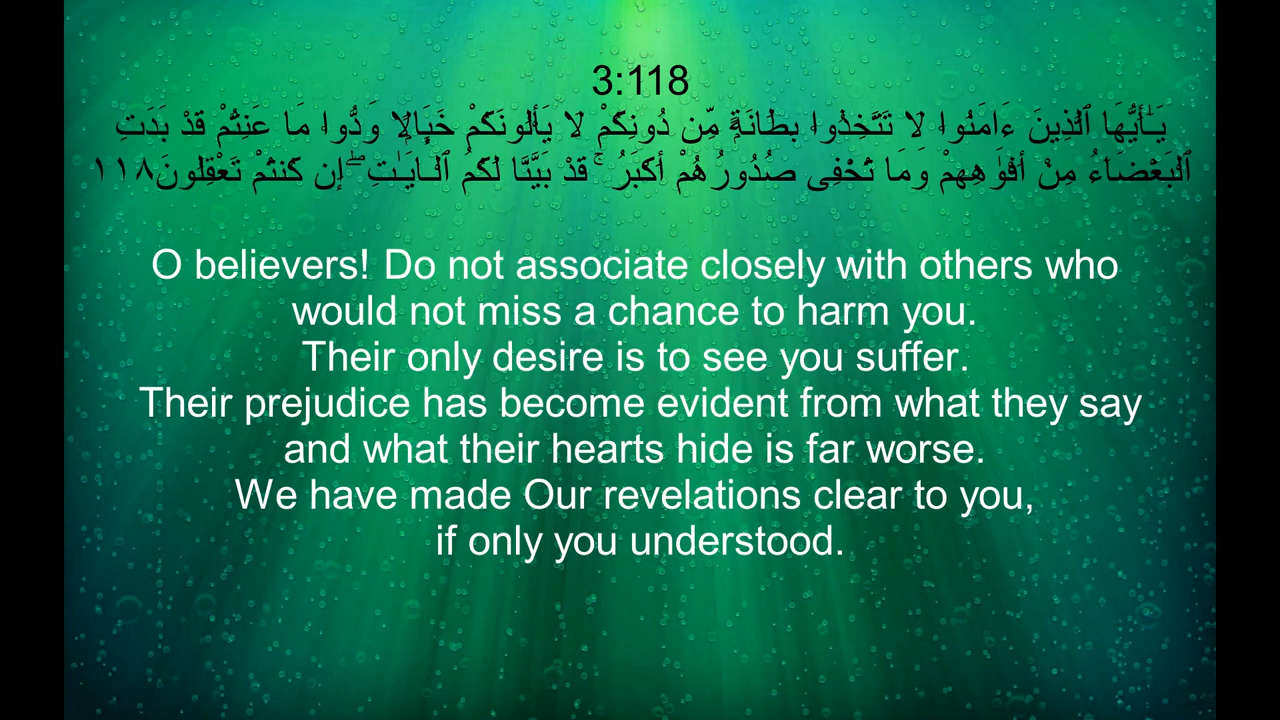 3:118
يَـٰٓأَيُّهَا ٱلَّذِينَ ءَامَنُوا۟ لَا تَتَّخِذُوا۟ بِطَانَةًۭ مِّن دُونِكُمْ لَا يَأْلُونَكُمْ خَبَالًۭا وَدُّوا۟ مَا عَنِتُّمْ قَدْ بَدَتِ
ٱلْبَغْضَآءُ مِنْ أَفْوَٰهِهِمْ وَمَا تُخْفِى صُدُورُهُمْ أَكْبَرُ ۚ قَدْ بَيَّنَّا لَكُمُ ٱلْـَٔايَـٰتِ ۖ إِن كُنتُمْ تَعْقِلُونَ١١٨
O believers! Do not associate closely with others who
would not miss a chance to harm you.
Their only desire is to see you suffer.
Their prejudice has become evident from what they say
and what their hearts hide is far worse.
We have made Our revelations clear to you,
if only you understood.